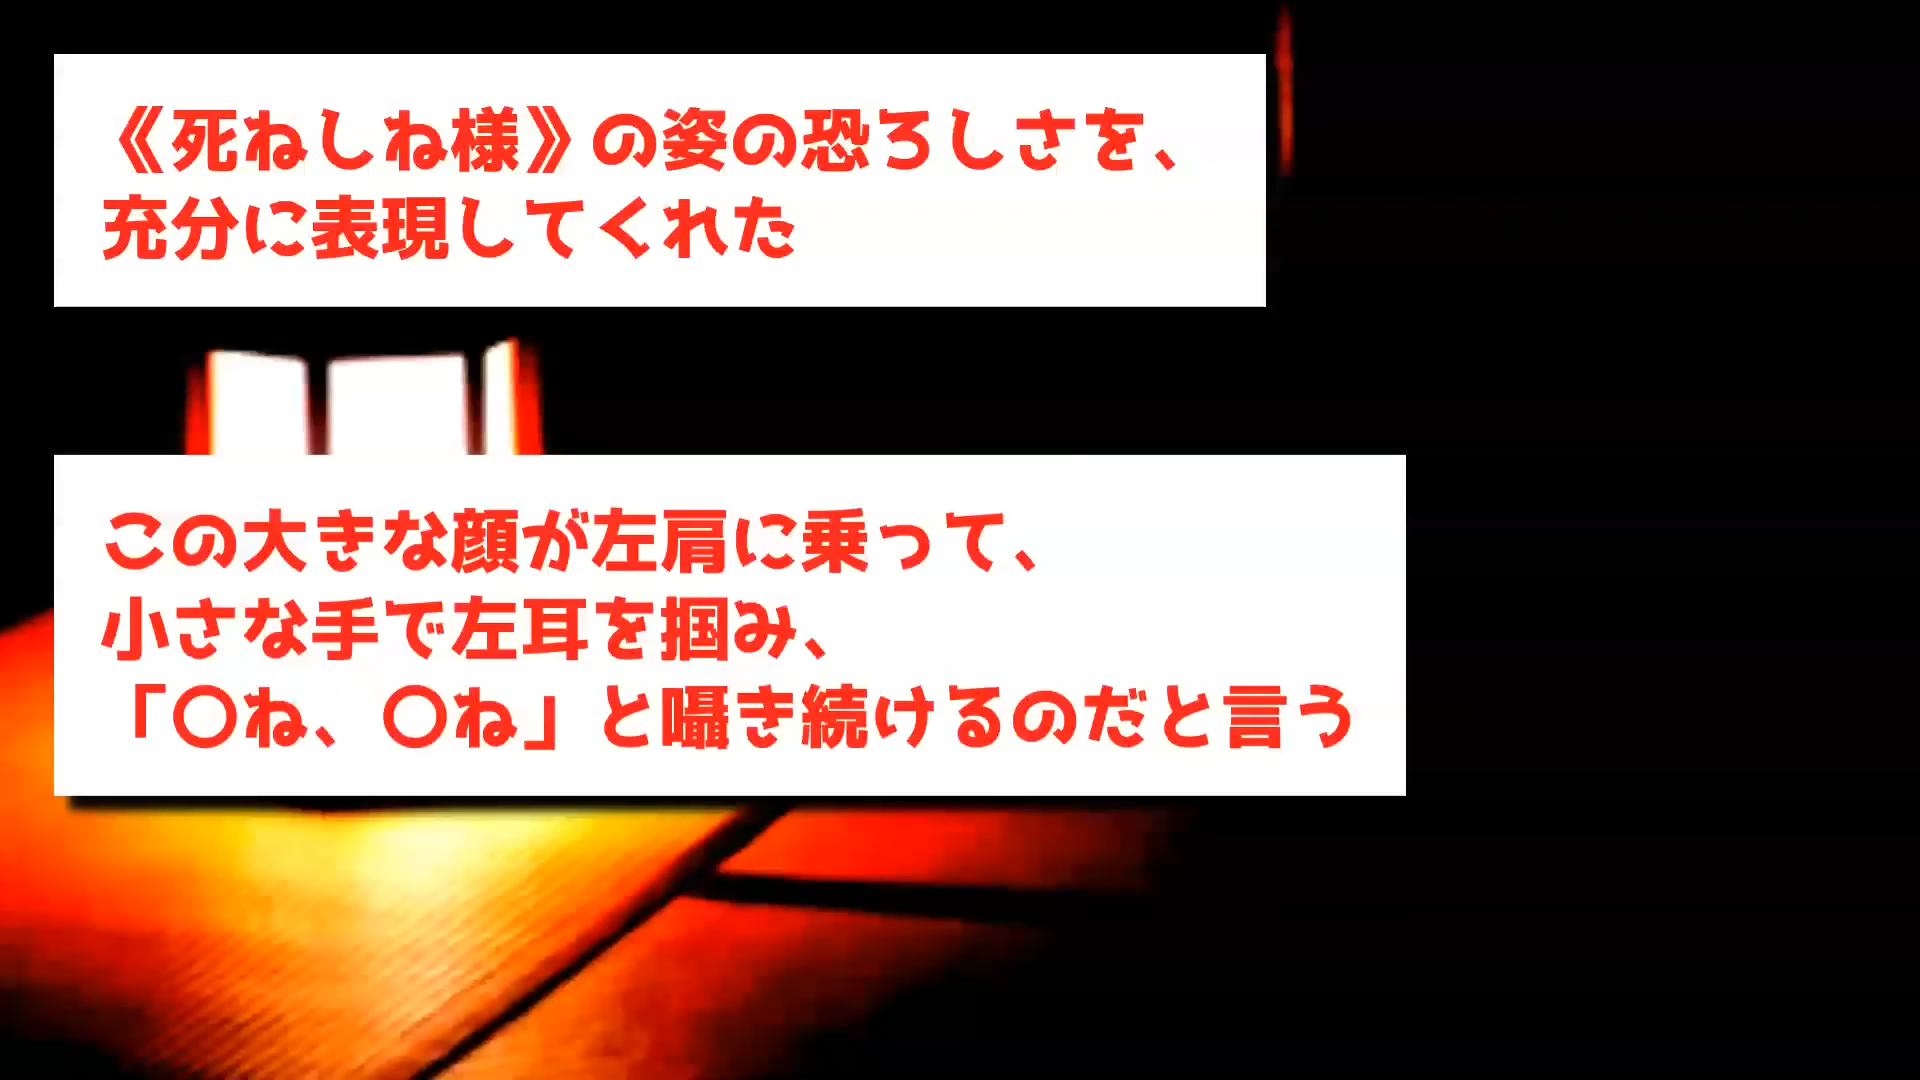 《死ねしね様》の姿の恐ろしさを、
充分に表現してくれた
この大きな顔が左肩に乗って、
小さな手で左耳を掴み、
「〇ね、〇ね」と囁き続けるのだと言う